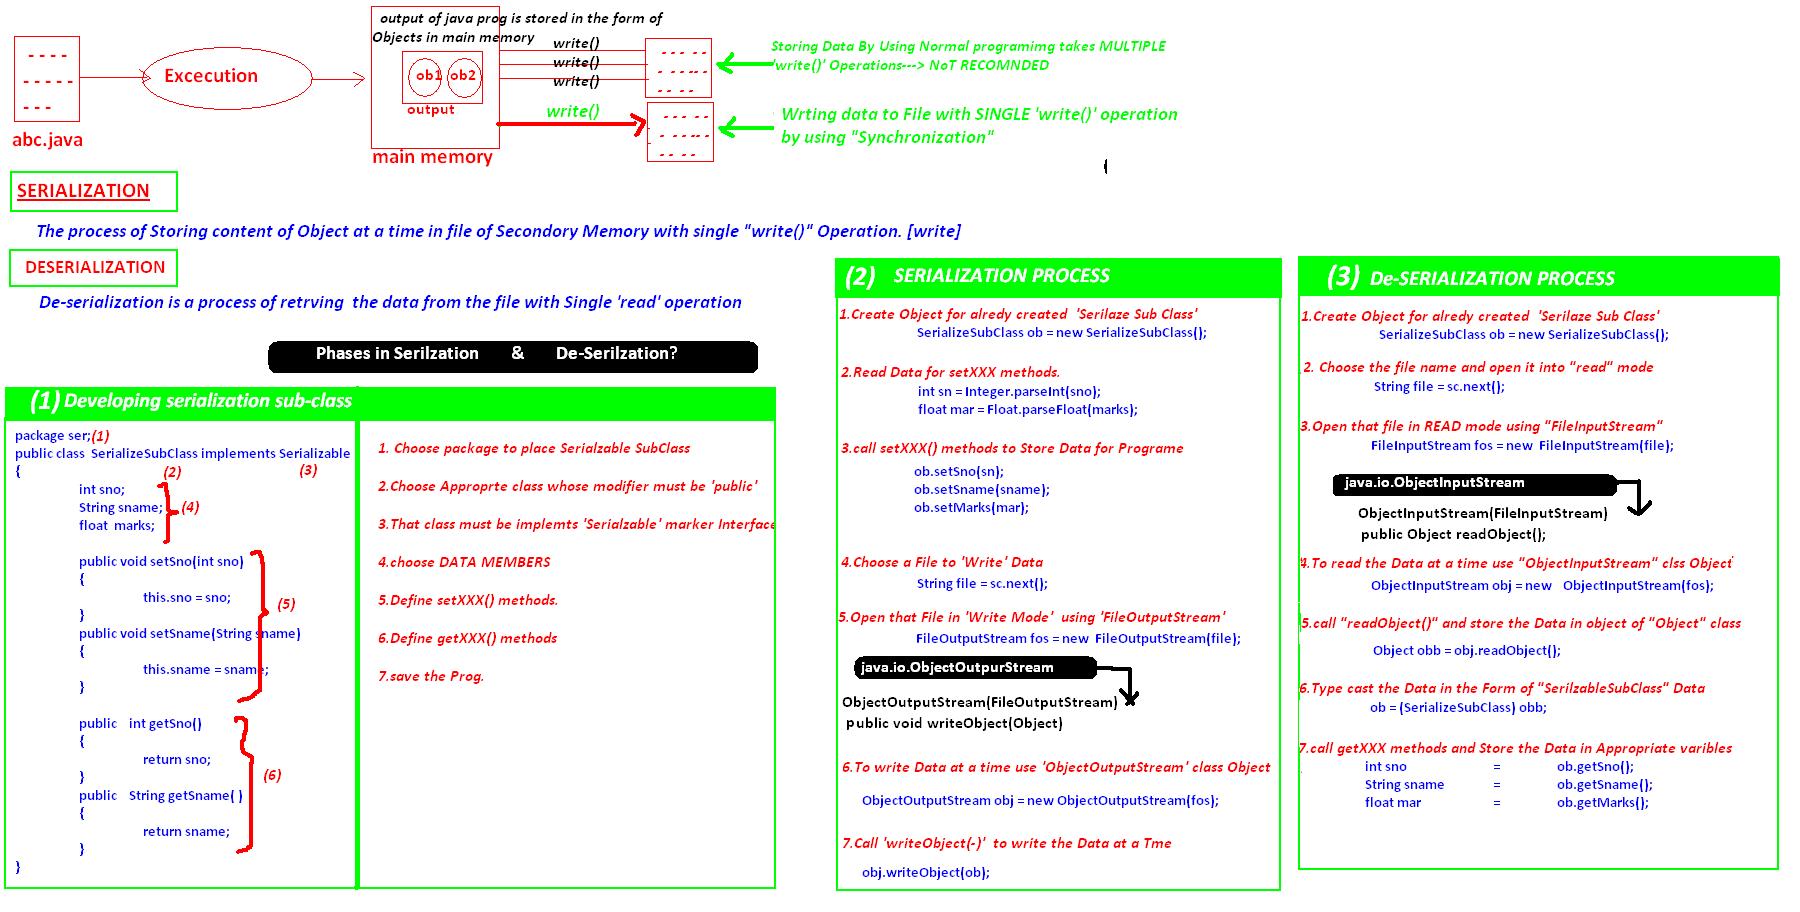 output of java prog is stored in the form of
Objects in main memory
- - - -
- - - - -
- - -
abc.java
Excecution
ob1 ob2
output
main memory
write()
write()
write()
write()
Storing Data By Using Normal programimg takes MULTIPLE
'write()' Operations---> NoT RECOMNDED
Wrting data to File with SINGLE 'write()' operation
by using "Synchronization"
SERIALIZATION
The process of Storing content of Object at a time in file of Secondory Memory with single "write()" Operation. [write]
DESERIALIZATION
De-serialization is a process of retrving the data from the file with Single 'read' operation
Phases in Serilzation & De-Serilzation?
(1) Developing serialization sub-class
package ser;(1)
public class SerializeSubClass implements Serializable
{ (2) (3)
int sno;
String sname; (4)
float marks;
public void setSno(int sno)
{
this.sno = sno; (5)
}
public void setSname(String sname)
{
this.sname = sname;
}
public int getSno()
{
return sno;
} (6)
public String getSname( )
{
return sname;
}
}
1. Choose package to place Serialzable SubClass
2.Choose Approprte class whose modifier must be 'public'
3.That class must be implemts 'Serialzable' marker Interface
4.choose DATA MEMBERS
5.Define setXXX() methods.
6.Define getXXX() methods
7.save the Prog.
(2) SERIALIZATION PROCESS
1.Create Object for alredy created 'Serilaze Sub Class'
SerializeSubClass ob = new SerializeSubClass();
2.Read Data for setXXX methods.
int sn = Integer.parseInt(sno);
float mar = Float.parseFloat(marks);
3.call setXXX() methods to Store Data for Programe
ob.setSno(sn);
ob.setSname(sname);
ob.setMarks(mar);
4.Choose a File to 'Write' Data
String file = sc.next();
5.Open that File in 'Write Mode' using 'FileOutputStream'
FileOutputStream fos = new FileOutputStream(file);
java.io.ObjectOutpurStream
ObjectOutputStream(FileOutputStream)
public void writeObject(Object)
6.To write Data at a time use 'ObjectOutputStream' class Object
ObjectOutputStream obj = new ObjectOutputStream(fos);
7.Call 'writeObject(-)' to write the Data at a Tme
obj.writeObject(ob);
(3) De-SERIALIZATION PROCESS
1.Create Object for alredy created 'Serilaze Sub Class'
SerializeSubClass ob = new SerializeSubClass();
2. Choose the file name and open it into "read" mode
String file = sc.next();
3.Open that file in READ mode using "FileInputStream"
FileInputStream fos = new FileInputStream(file);
java.io.ObjectInputStream
ObjectInputStream(FileInputStream)
public Object readObject();
4.To read the Data at a time use "ObjectInputStream" clss Object
ObjectInputStream obj = new ObjectInputStream(fos);
5.call "readObject()" and store the Data in object of "Object" class
Object obb = obj.readObject();
6.Type cast the Data in the Form of "SerilzableSubClass" Data
ob = (SerializeSubClass) obb;
7.call getXXX methods and Store the Data in Appropriate varibles
int sno = ob.getSno();
String sname = ob.getSname();
float mar = ob.getMarks();